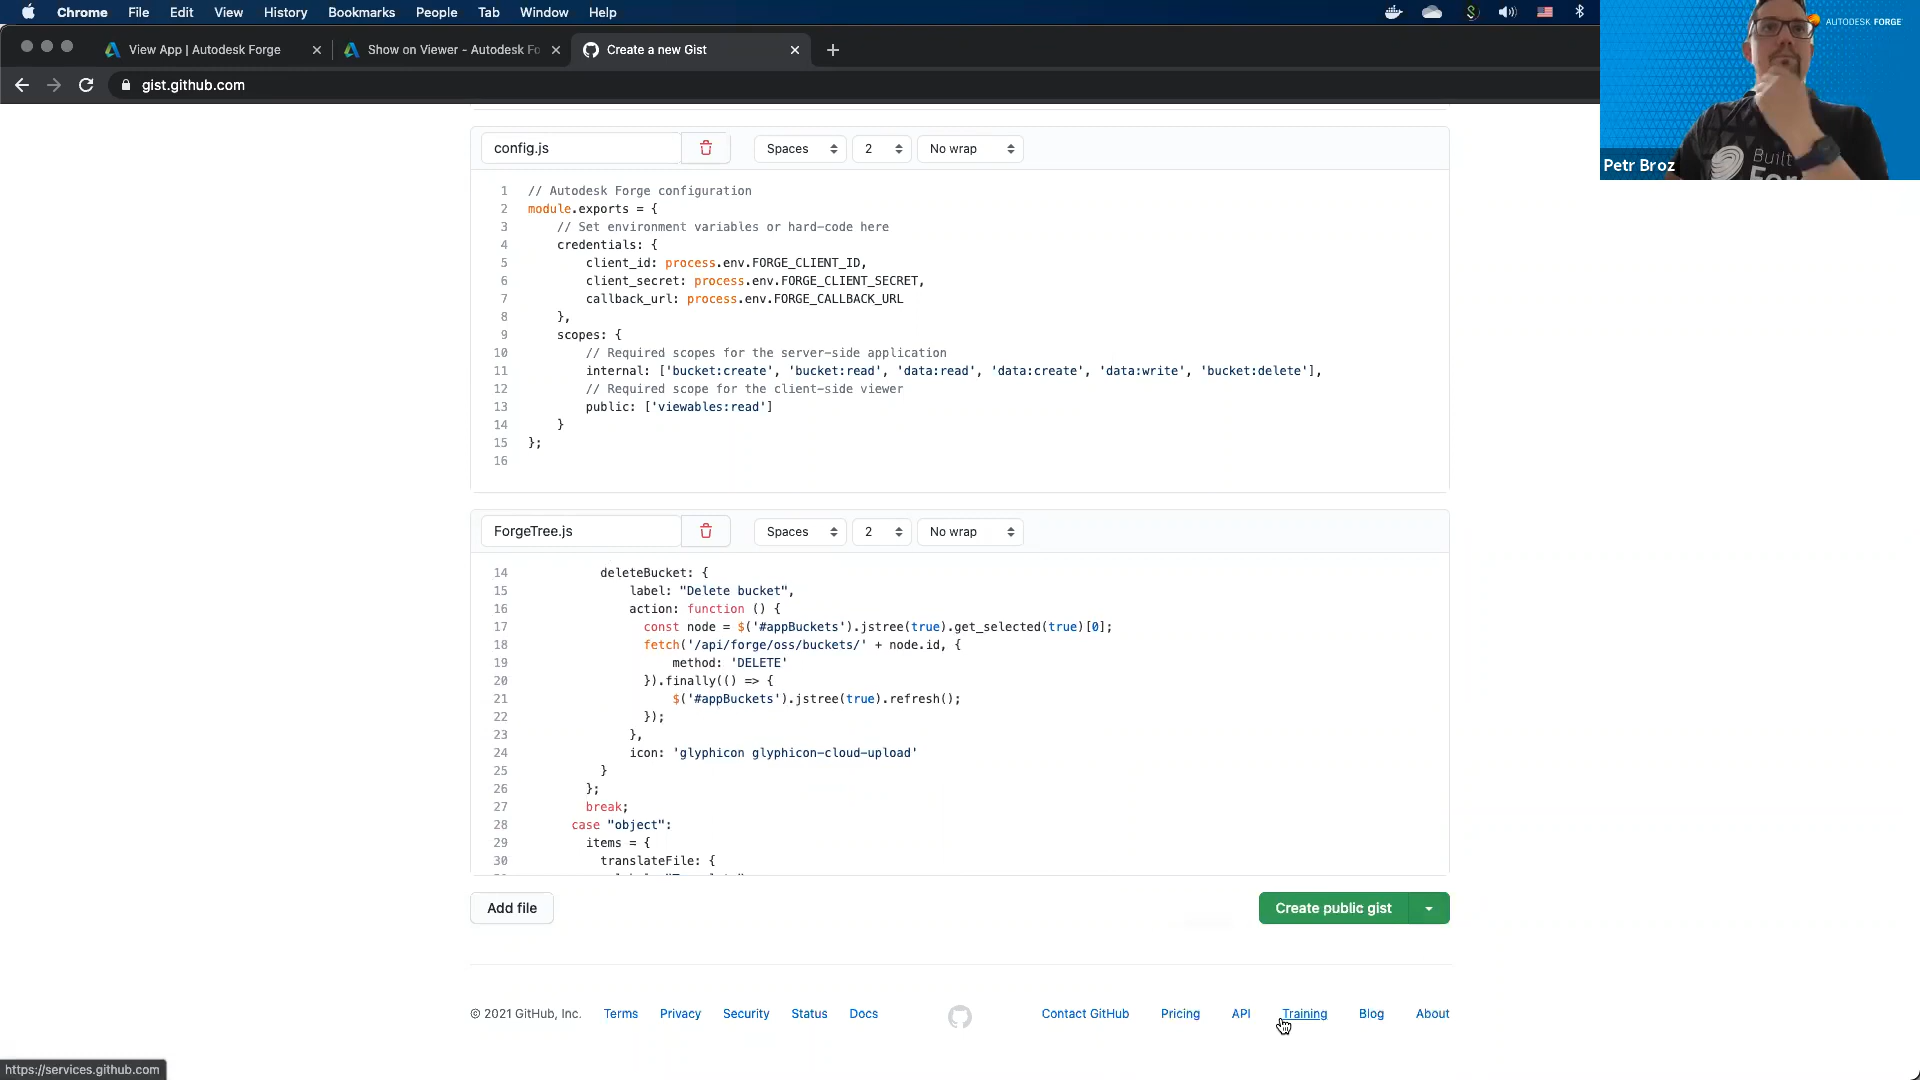 Chrome File Edit View History Bookmarks People Tab Window Help
View App | Autodesk Forge
Show on Viewer - Autodesk Fo
Create a new Gist
gist.github.com
AUTODESK FORGE
Built
Petr Broz
config.js
Spaces
2
No wrap
1 // Autodesk Forge configuration
2 module.exports = {
3 // Set environment variables or hard-code here
4 credentials: {
5 client_id: process.env.FORGE_CLIENT_ID,
6 client_secret: process.env.FORGE_CLIENT_SECRET,
7 callback_url: process.env.FORGE_CALLBACK_URL
8 },
9 scopes: {
10 // Required scopes for the server-side application
11 internal: ['bucket:create', 'bucket:read', 'data:read', 'data:create', 'data:write', 'bucket:delete'],
12 // Required scope for the client-side viewer
13 public: ['viewables:read']
14 }
15 };
16
ForgeTree.js
Spaces
2
No wrap
14 deleteBucket: {
15 label: "Delete bucket",
16 action: function () {
17 const node = $('#appBuckets').jstree(true).get_selected(true)[0];
18 fetch('/api/forge/oss/buckets/' + node.id, {
19 method: 'DELETE'
20 }).finally(() => {
21 $('#appBuckets').jstree(true).refresh();
22 });
23 },
24 icon: 'glyphicon glyphicon-cloud-upload'
25 }
26 };
27 break;
28 case "object":
29 items = {
30 translateFile: {
Add file
Create public gist
© 2021 GitHub, Inc. Terms Privacy Security Status Docs Contact GitHub Pricing API Training Blog About
https://services.github.com